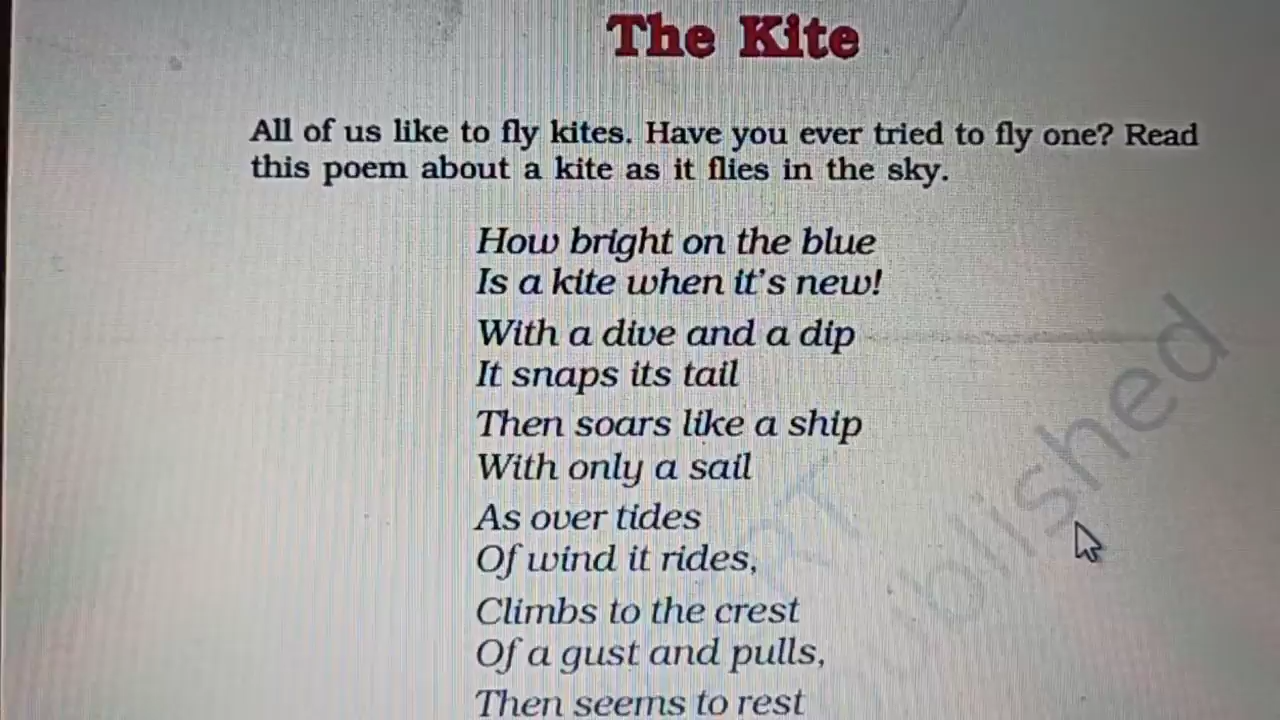 The Kite
All of us like to fly kites. Have you ever tried to fly one? Read
this poem about a kite as it flies in the sky.
How bright on the blue
Is a kite when it's new!
With a dive and a dip
It snaps its tail
Then soars like a ship
With only a sail
As over tides
Of wind it rides,
Climbs to the crest
Of a gust and pulls,
Then seems to rest